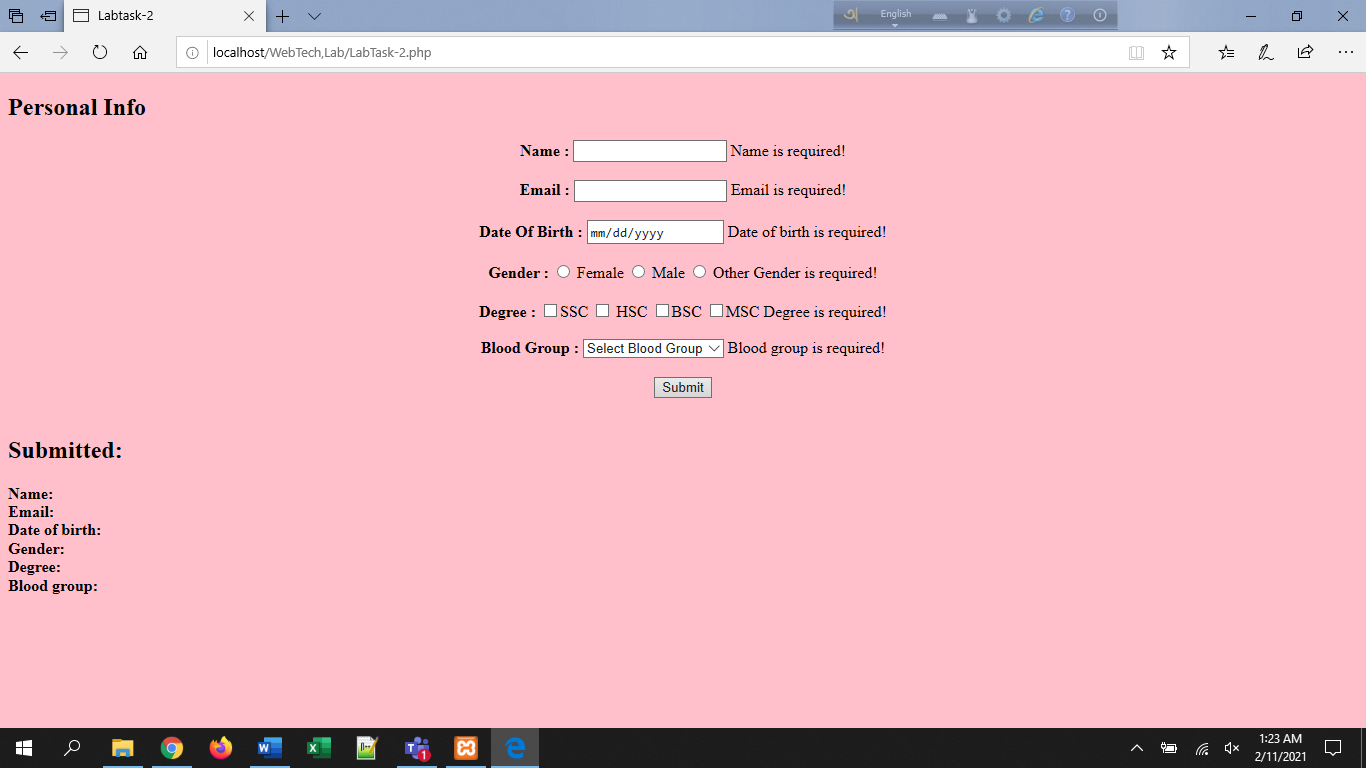 Labtask-2
English
localhost/WebTech,Lab/LabTask-2.php
Personal Info
Name : Name is required!
Email : Email is required!
Date Of Birth : mm/dd/yyyy Date of birth is required!
Gender : Female Male Other Gender is required!
Degree : SSC HSC BSC MSC Degree is required!
Blood Group : Select Blood Group Blood group is required!
Submit
Submitted:
Name:
Email:
Date of birth:
Gender:
Degree:
Blood group:
1:23 AM
2/11/2021